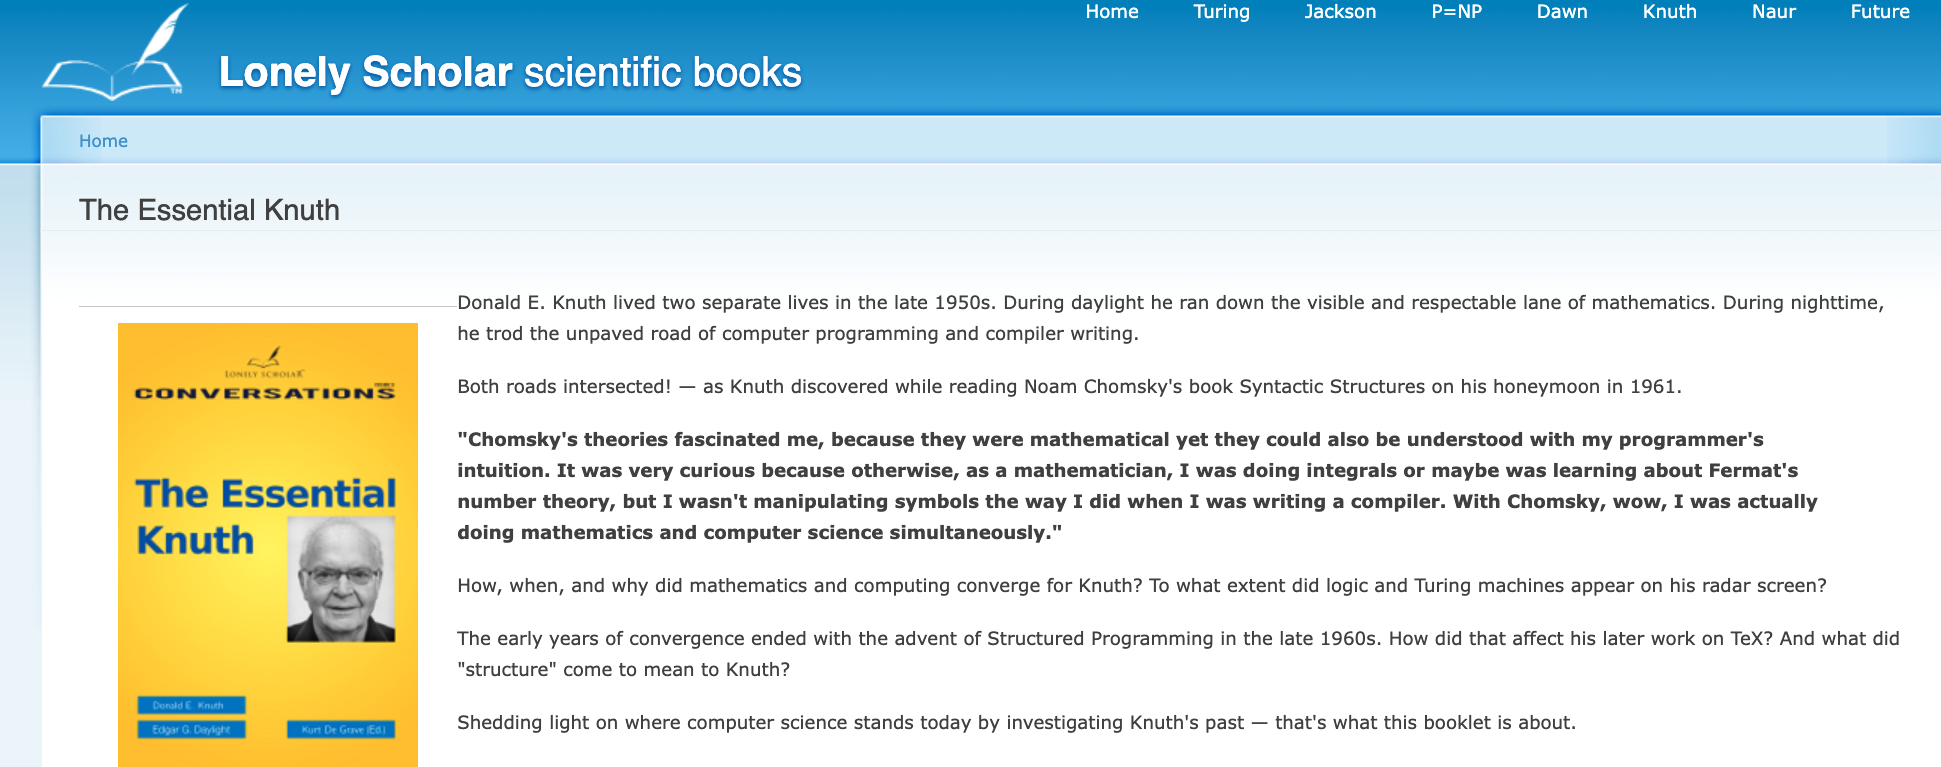 Home Turing Jackson P=NP Dawn Knuth Naur Future
TM
Lonely Scholar scientific books
Home
The Essential Knuth
Donald E. Knuth lived two separate lives in the late 1950s. During daylight he ran down the visible and respectable lane of mathematics. During nighttime,
he trod the unpaved road of computer programming and compiler writing.
Both roads intersected! — as Knuth discovered while reading Noam Chomsky's book Syntactic Structures on his honeymoon in 1961.
"Chomsky's theories fascinated me, because they were mathematical yet they could also be understood with my programmer's
intuition. It was very curious because otherwise, as a mathematician, I was doing integrals or maybe was learning about Fermat's
number theory, but I wasn't manipulating symbols the way I did when I was writing a compiler. With Chomsky, wow, I was actually
doing mathematics and computer science simultaneously."
How, when, and why did mathematics and computing converge for Knuth? To what extent did logic and Turing machines appear on his radar screen?
The early years of convergence ended with the advent of Structured Programming in the late 1960s. How did that affect his later work on TeX? And what did
"structure" come to mean to Knuth?
Shedding light on where computer science stands today by investigating Knuth's past — that's what this booklet is about.
LONELY SCHOLAR
CONVERSATIONS
The Essential
Knuth
Donald E. Knuth
Edgar G. Daylight Kurt De Grave (Ed.)